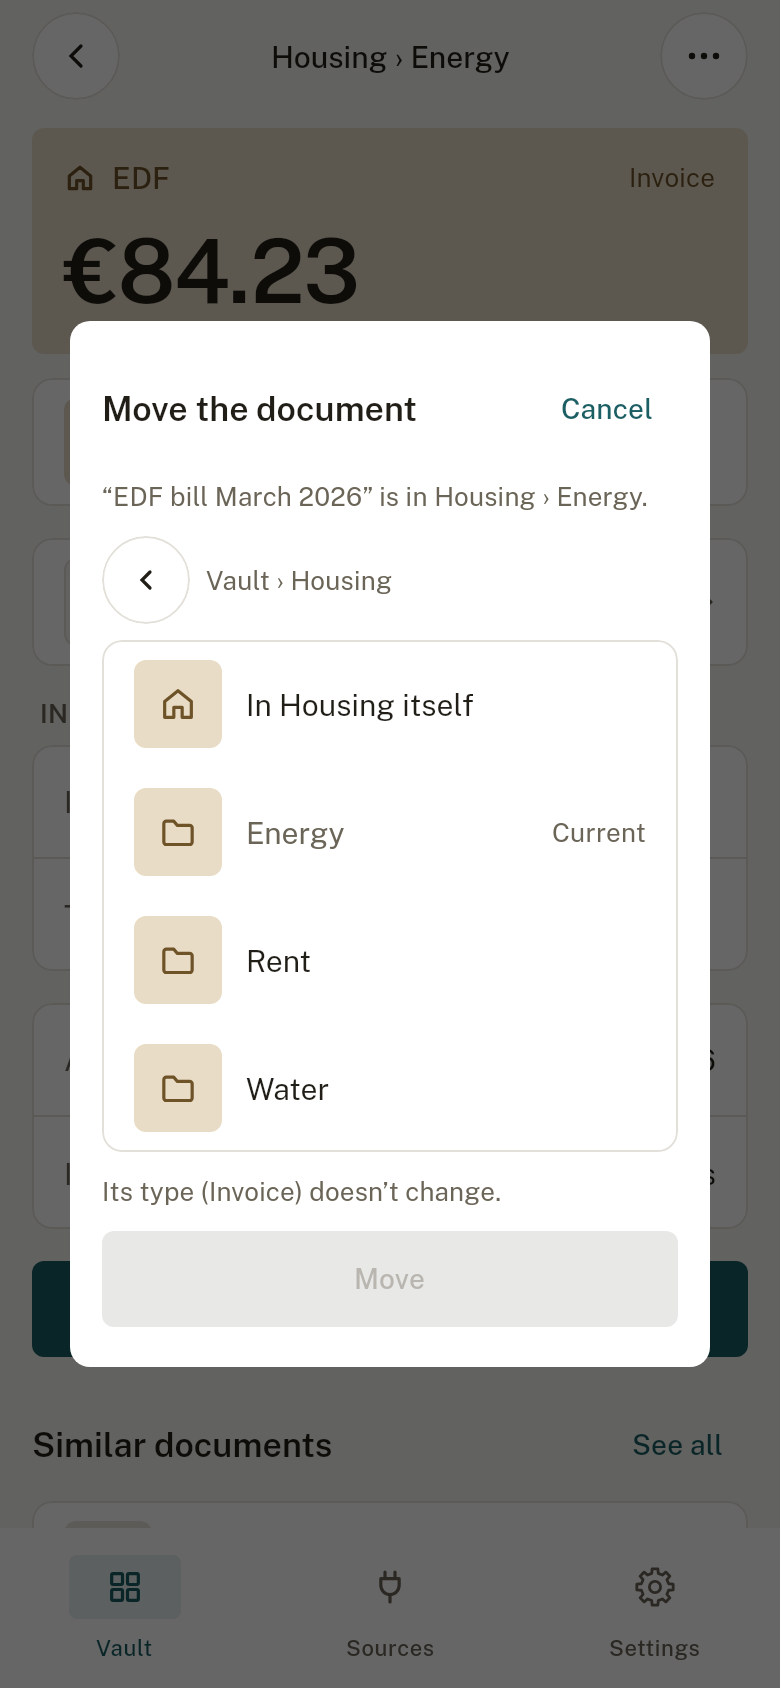 Housing › Energy
EDF
Invoice
€84.23
Move the document
Cancel
“EDF bill March 2026” is in Housing › Energy.
Vault › Housing
In Housing itself
Energy
Current
Rent
Water
Its type (Invoice) doesn’t change.
Move
Similar documents
See all
Vault
Sources
Settings